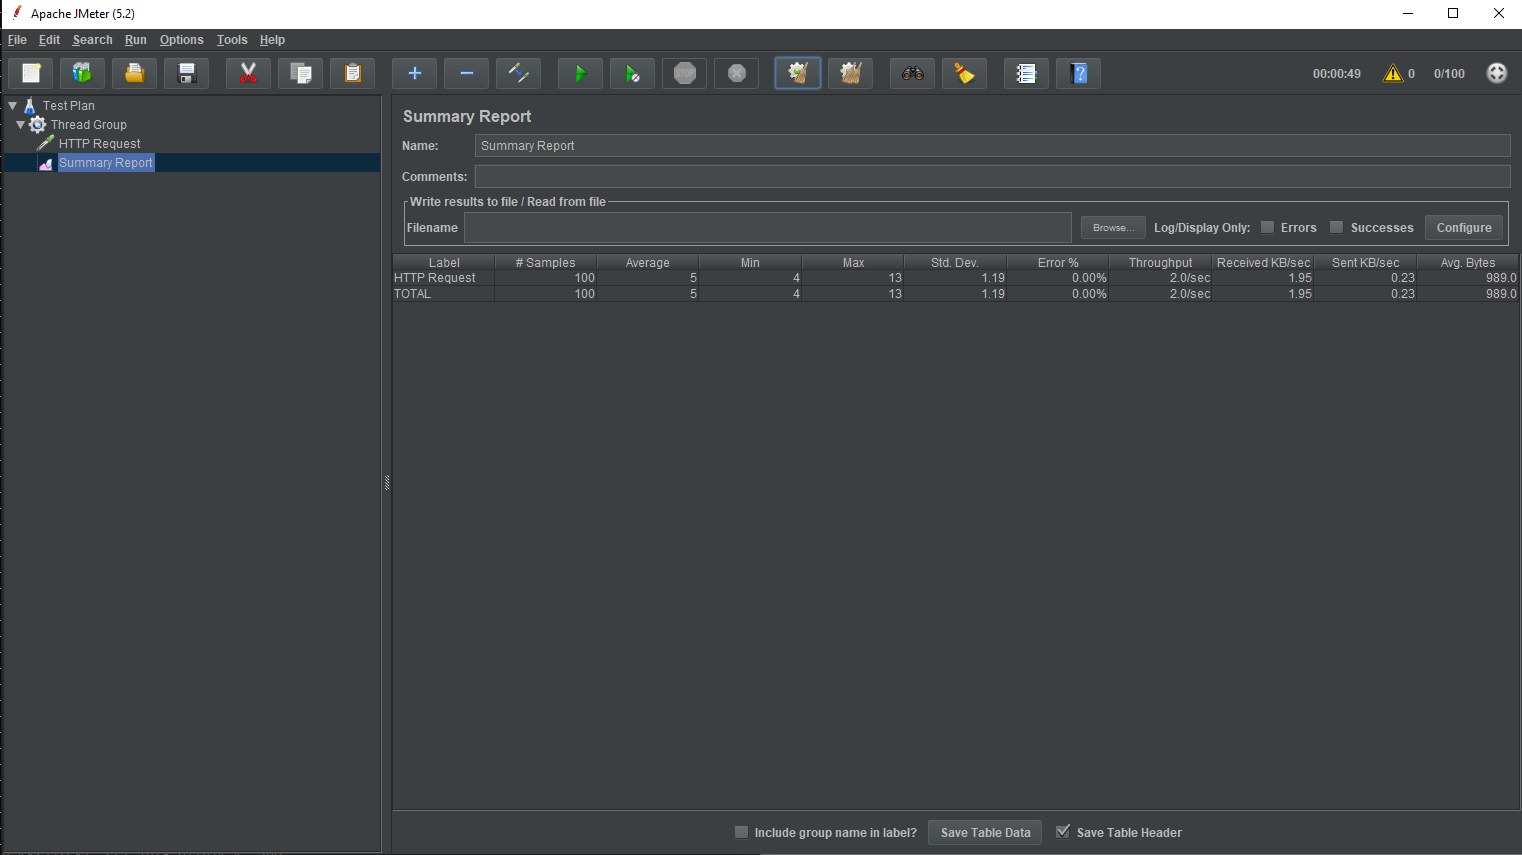 Apache JMeter (5.2)
File Edit Search Run Options Tools Help
STOP
00:00:49 0 0/100
Test Plan
Thread Group
HTTP Request
Summary Report
Summary Report
Name: Summary Report
Comments:
Write results to file / Read from file
Filename Browse... Log/Display Only: Errors Successes Configure
Label # Samples Average Min Max Std. Dev. Error % Throughput Received KB/sec Sent KB/sec Avg. Bytes
HTTP Request 100 5 4 13 1.19 0.00% 2.0/sec 1.95 0.23 989.0
TOTAL 100 5 4 13 1.19 0.00% 2.0/sec 1.95 0.23 989.0
Include group name in label? Save Table Data Save Table Header